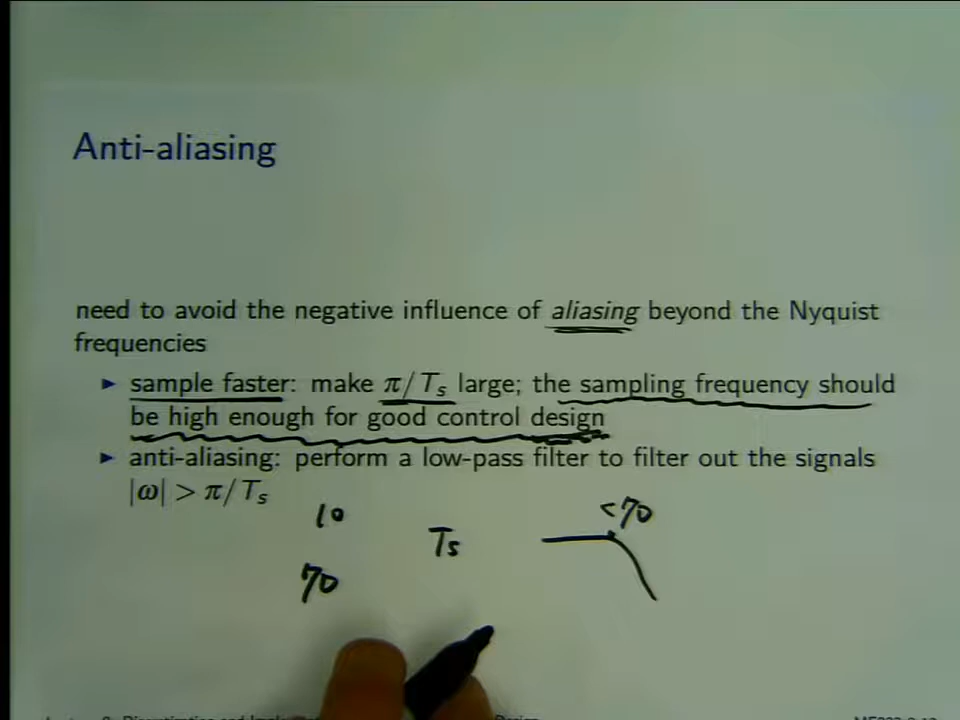 Anti-aliasing
need to avoid the negative influence of aliasing beyond the Nyquist
frequencies
▶ sample faster: make π/Ts large; the sampling frequency should
be high enough for good control design
▶ anti-aliasing: perform a low-pass filter to filter out the signals
|ω| > π/Ts
10
Ts
<70
70